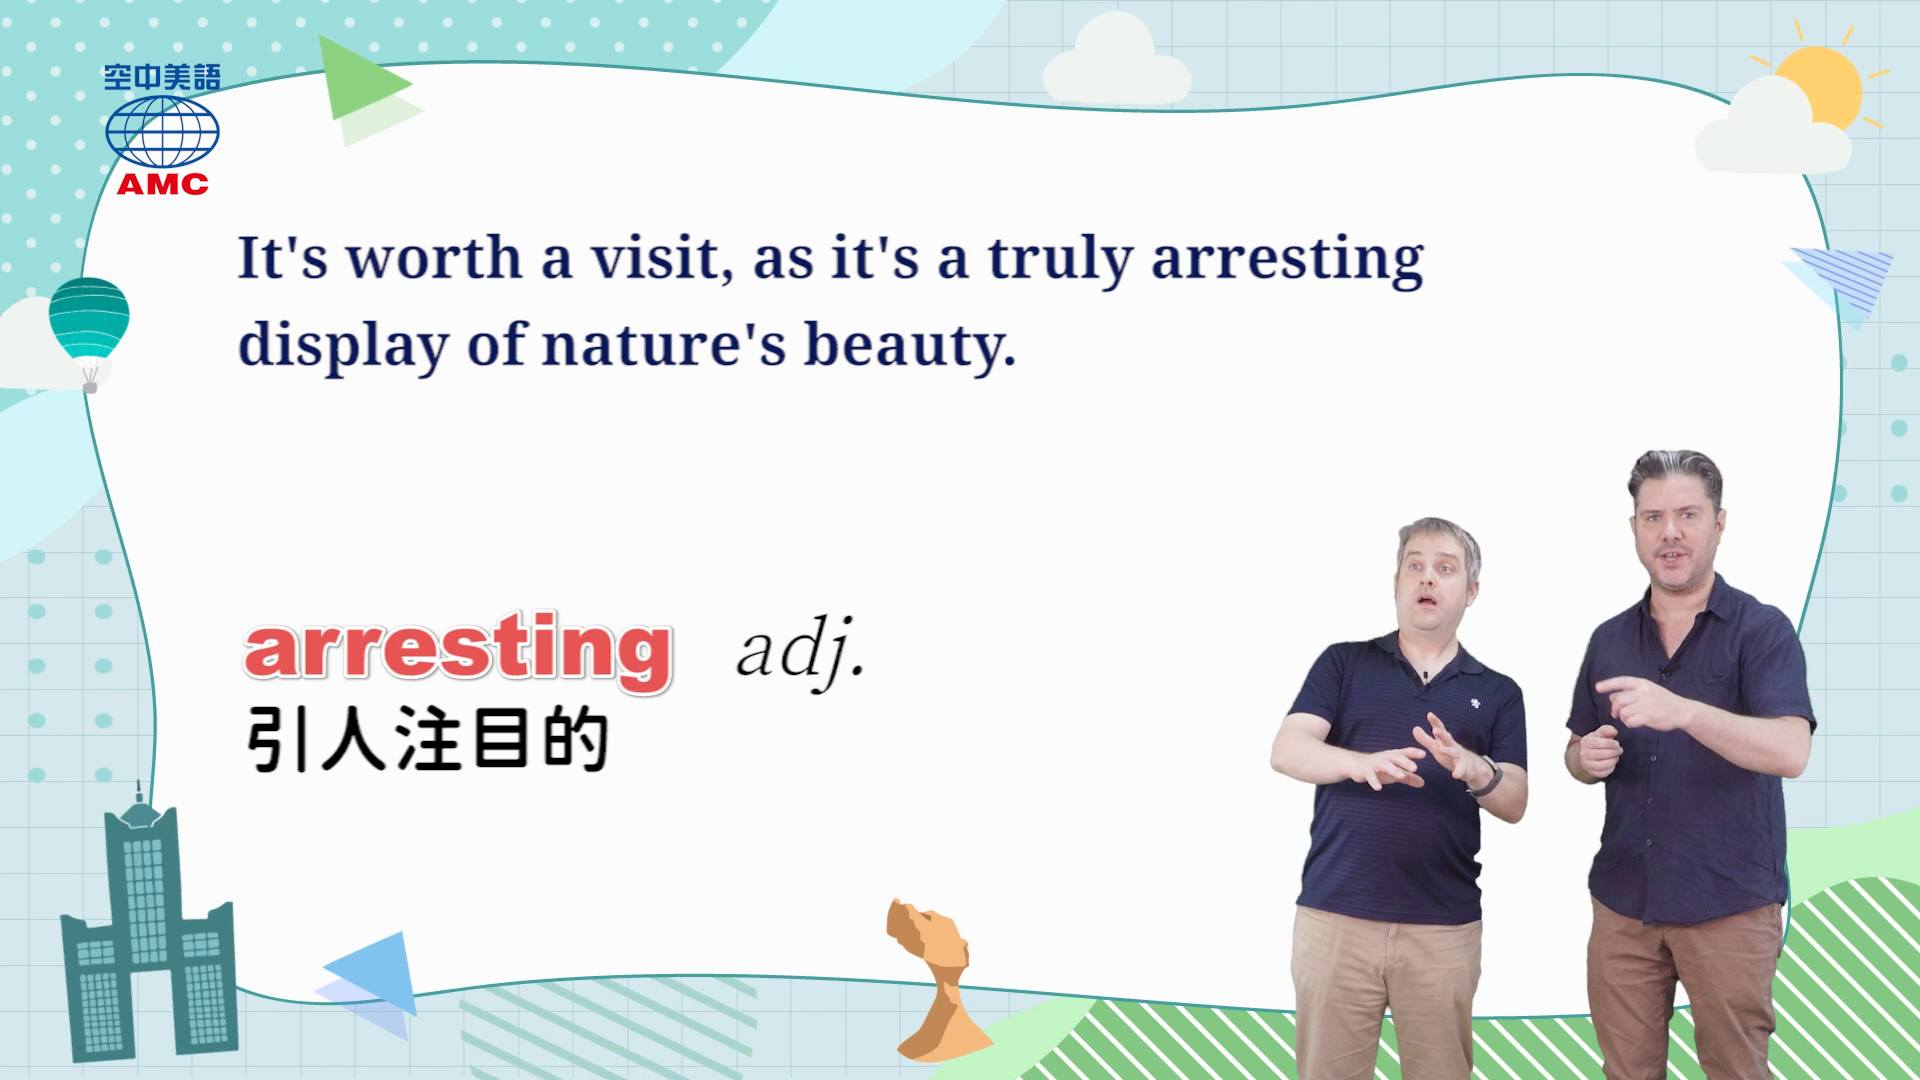 空中美語
AMC
It's worth a visit, as it's a truly arresting
display of nature's beauty.
arresting adj.
引人注目的